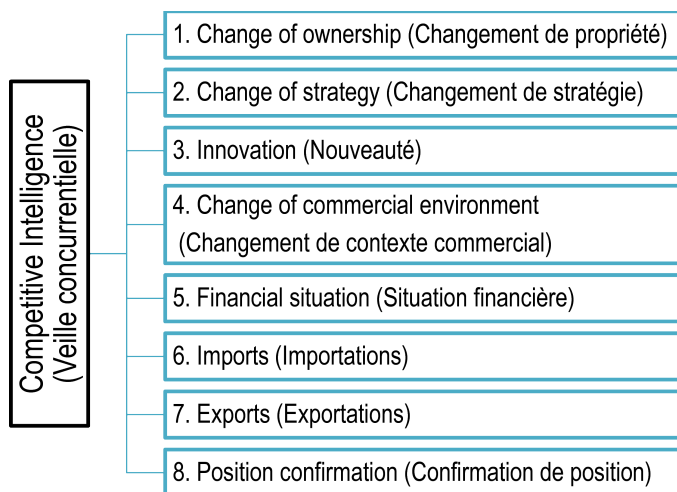 Competitive Intelligence
(Veille concurrentielle)
1. Change of ownership (Changement de propriété)
2. Change of strategy (Changement de stratégie)
3. Innovation (Nouveauté)
4. Change of commercial environment
(Changement de contexte commercial)
5. Financial situation (Situation financière)
6. Imports (Importations)
7. Exports (Exportations)
8. Position confirmation (Confirmation de position)